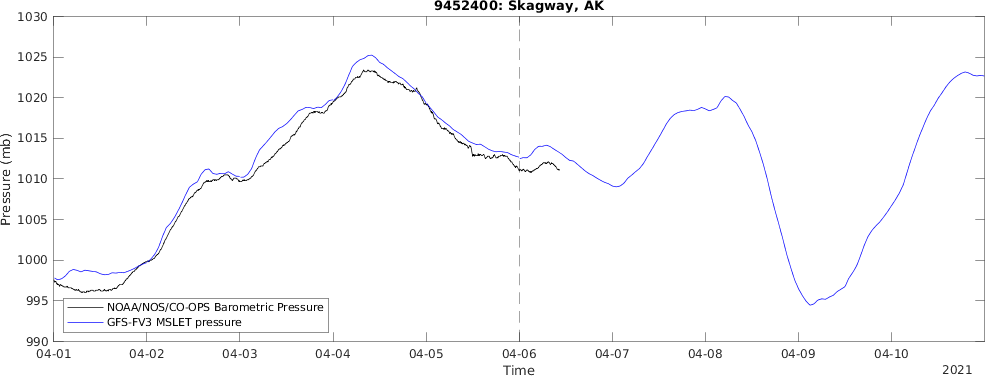 9452400: Skagway, AK
Pressure (mb)
1030
1025
1020
1015
1010
1005
1000
995
990
NOAA/NOS/CO-OPS Barometric Pressure
GFS-FV3 MSLET pressure
04-01 04-02 04-03 04-04 04-05 04-06 04-07 04-08 04-09 04-10
Time
2021